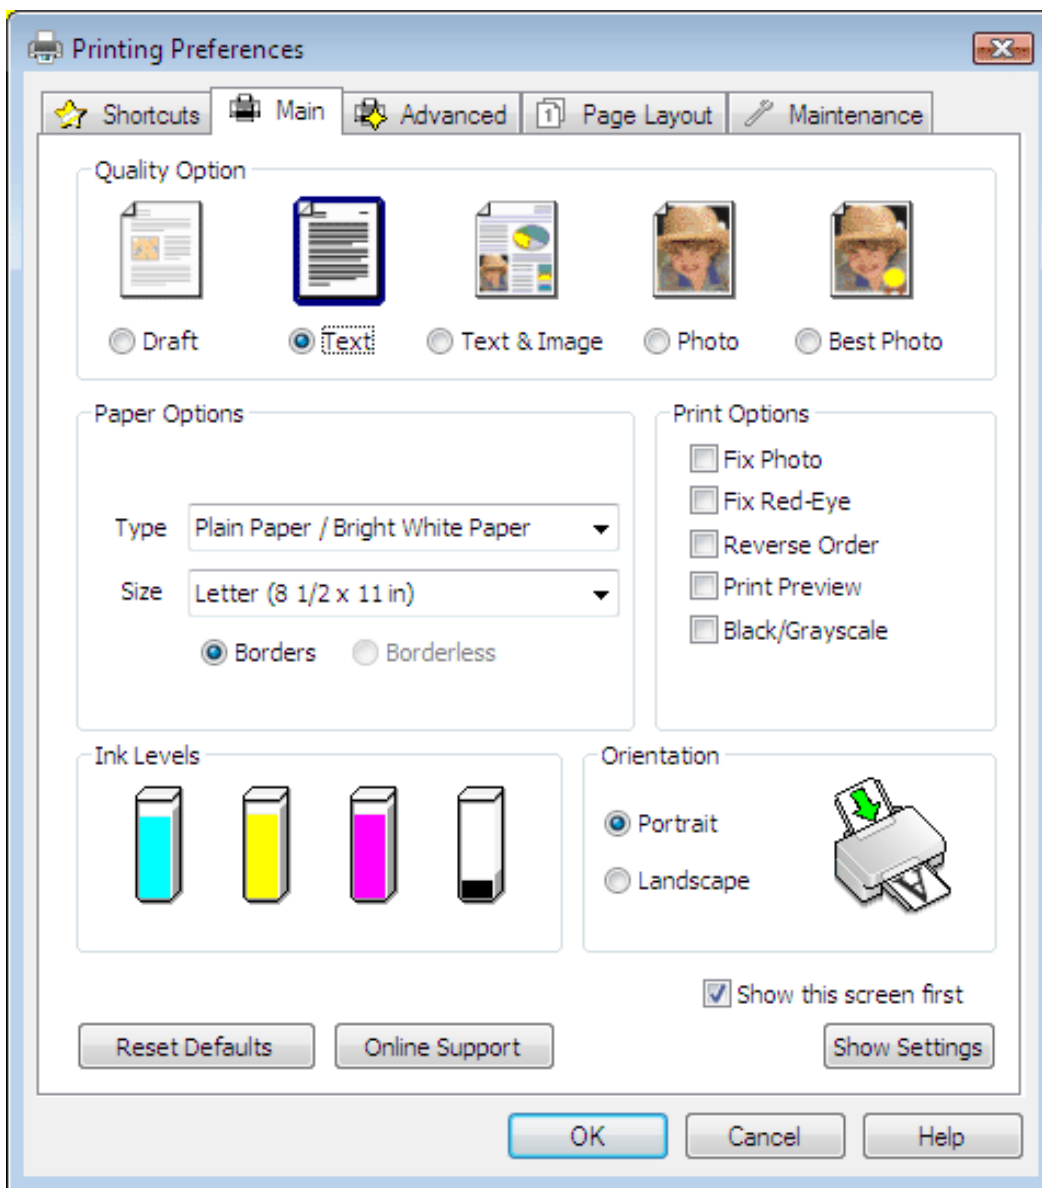 Printing Preferences
Shortcuts Main Advanced 1 Page Layout Maintenance
Quality Option
Draft Text Text & Image Photo Best Photo
Paper Options
Type Plain Paper / Bright White Paper
Size Letter (8 1/2 x 11 in)
Borders Borderless
Print Options
Fix Photo
Fix Red-Eye
Reverse Order
Print Preview
Black/Grayscale
Ink Levels
Orientation
Portrait
Landscape
A
Show this screen first
Reset Defaults Online Support Show Settings
OK Cancel Help